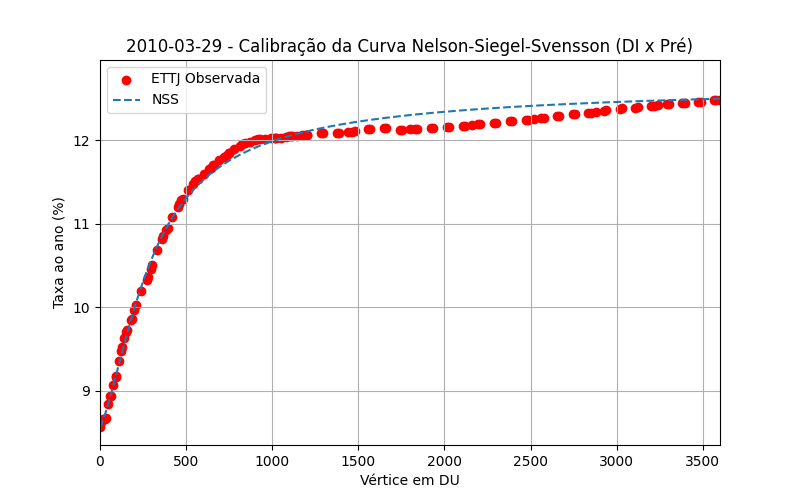 2010-03-29 - Calibração da Curva Nelson-Siegel-Svensson (DI x Pré)
ETTJ Observada
NSS
Taxa ao ano (%)
12
11
10
9
0 500 1000 1500 2000 2500 3000 3500
Vértice em DU